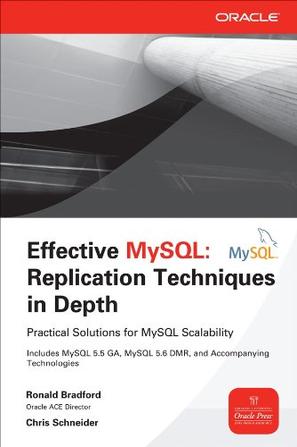 ORACLE
Effective MySQL:
Replication Techniques
in Depth
MySQL
Practical Solutions for MySQL Scalability
Includes MySQL 5.5 GA, MySQL 5.6 DMR, and Accompanying
Technologies
Ronald Bradford
Oracle ACE Director
Chris Schneider
Oracle Press